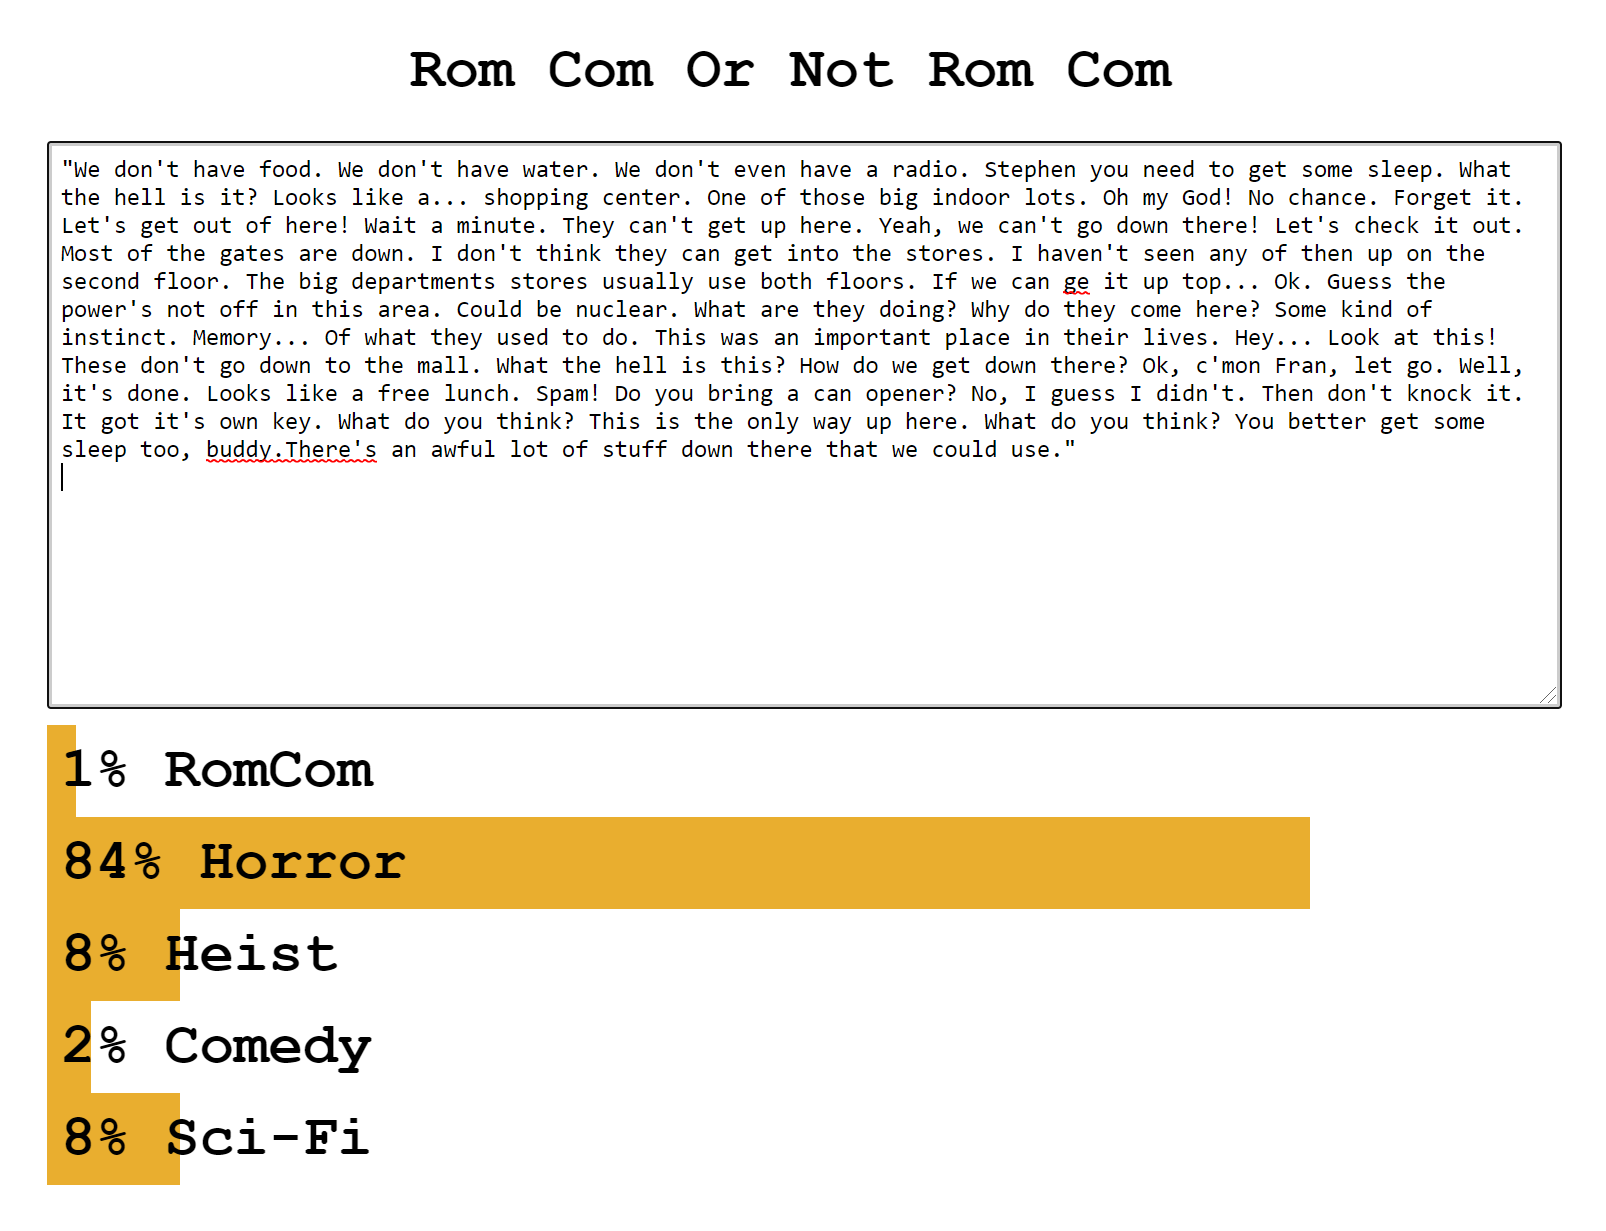 Rom Com Or Not Rom Com
"We don't have food. We don't have water. We don't even have a radio. Stephen you need to get some sleep. What
the hell is it? Looks like a... shopping center. One of those big indoor lots. Oh my God! No chance. Forget it.
Let's get out of here! Wait a minute. They can't get up here. Yeah, we can't go down there! Let's check it out.
Most of the gates are down. I don't think they can get into the stores. I haven't seen any of then up on the
second floor. The big departments stores usually use both floors. If we can ge it up top... Ok. Guess the
power's not off in this area. Could be nuclear. What are they doing? Why do they come here? Some kind of
instinct. Memory... Of what they used to do. This was an important place in their lives. Hey... Look at this!
These don't go down to the mall. What the hell is this? How do we get down there? Ok, c'mon Fran, let go. Well,
it's done. Looks like a free lunch. Spam! Do you bring a can opener? No, I guess I didn't. Then don't knock it.
It got it's own key. What do you think? This is the only way up here. What do you think? You better get some
sleep too, buddy.There's an awful lot of stuff down there that we could use."
1% RomCom
84% Horror
8% Heist
2% Comedy
8% Sci-Fi